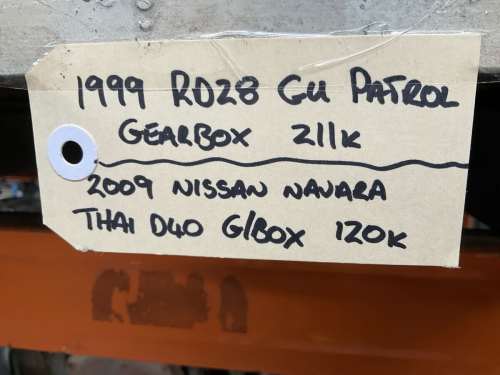 1999 RD28 GU PATROL
GEARBOX 211K
2009 NISSAN NAVARA
THAI D40 G/BOX 120K